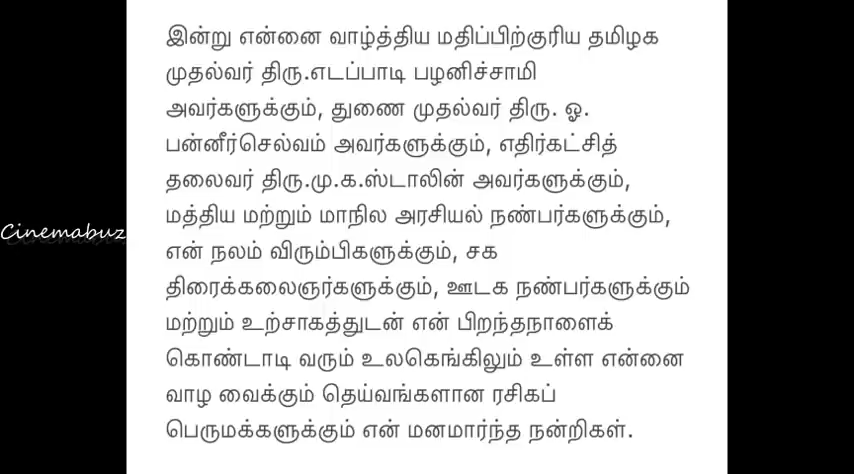 இன்று என்னை வாழ்த்திய மதிப்பிற்குரிய தமிழக
முதல்வர் திரு.எடப்பாடி பழனிச்சாமி
அவர்களுக்கும், துணை முதல்வர் திரு. ஓ.
பன்னீர்செல்வம் அவர்களுக்கும், எதிர்கட்சித்
தலைவர் திரு.மு.க.ஸ்டாலின் அவர்களுக்கும்,
மத்திய மற்றும் மாநில அரசியல் நண்பர்களுக்கும்,
Cinemabuz
என் நலம் விரும்பிகளுக்கும், சக
திரைக்கலைஞர்களுக்கும், ஊடக நண்பர்களுக்கும்
மற்றும் உற்சாகத்துடன் என் பிறந்தநாளைக்
கொண்டாடி வரும் உலகெங்கிலும் உள்ள என்னை
வாழ வைக்கும் தெய்வங்களான ரசிகப்
பெருமக்களுக்கும் என் மனமார்ந்த நன்றிகள்.